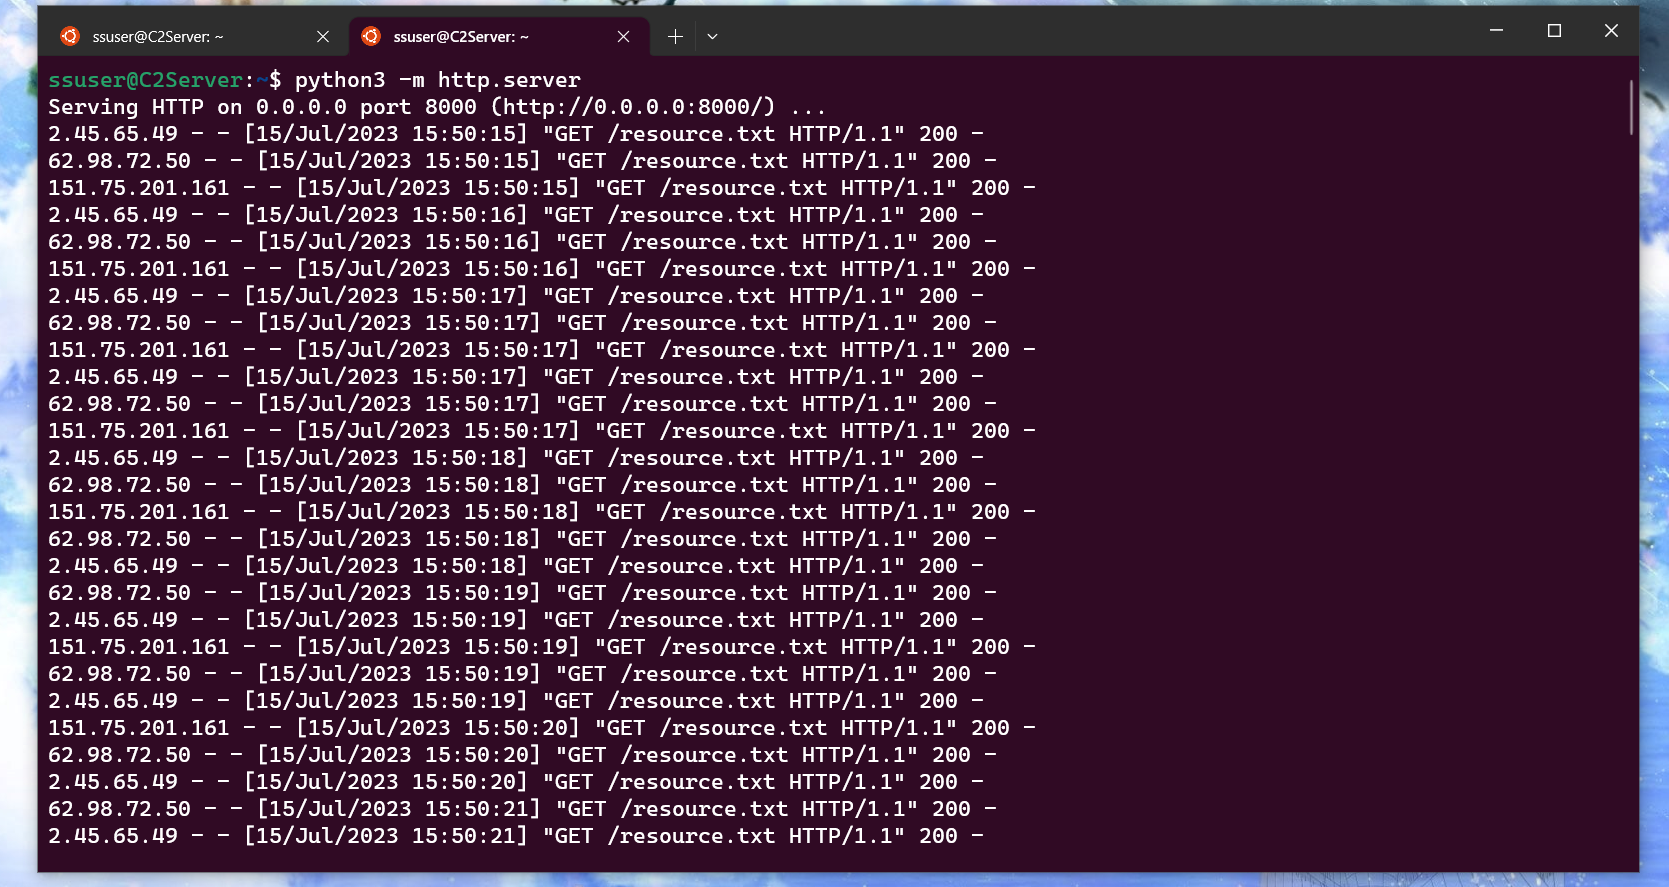 ssuser@C2Server: ~
ssuser@C2Server: ~
ssuser@C2Server:~$ python3 -m http.server
Serving HTTP on 0.0.0.0 port 8000 (http://0.0.0.0:8000/) ...
2.45.65.49 - - [15/Jul/2023 15:50:15] "GET /resource.txt HTTP/1.1" 200 -
62.98.72.50 - - [15/Jul/2023 15:50:15] "GET /resource.txt HTTP/1.1" 200 -
151.75.201.161 - - [15/Jul/2023 15:50:15] "GET /resource.txt HTTP/1.1" 200 -
2.45.65.49 - - [15/Jul/2023 15:50:16] "GET /resource.txt HTTP/1.1" 200 -
62.98.72.50 - - [15/Jul/2023 15:50:16] "GET /resource.txt HTTP/1.1" 200 -
151.75.201.161 - - [15/Jul/2023 15:50:16] "GET /resource.txt HTTP/1.1" 200 -
2.45.65.49 - - [15/Jul/2023 15:50:17] "GET /resource.txt HTTP/1.1" 200 -
62.98.72.50 - - [15/Jul/2023 15:50:17] "GET /resource.txt HTTP/1.1" 200 -
151.75.201.161 - - [15/Jul/2023 15:50:17] "GET /resource.txt HTTP/1.1" 200 -
2.45.65.49 - - [15/Jul/2023 15:50:17] "GET /resource.txt HTTP/1.1" 200 -
62.98.72.50 - - [15/Jul/2023 15:50:17] "GET /resource.txt HTTP/1.1" 200 -
151.75.201.161 - - [15/Jul/2023 15:50:17] "GET /resource.txt HTTP/1.1" 200 -
2.45.65.49 - - [15/Jul/2023 15:50:18] "GET /resource.txt HTTP/1.1" 200 -
62.98.72.50 - - [15/Jul/2023 15:50:18] "GET /resource.txt HTTP/1.1" 200 -
151.75.201.161 - - [15/Jul/2023 15:50:18] "GET /resource.txt HTTP/1.1" 200 -
62.98.72.50 - - [15/Jul/2023 15:50:18] "GET /resource.txt HTTP/1.1" 200 -
2.45.65.49 - - [15/Jul/2023 15:50:18] "GET /resource.txt HTTP/1.1" 200 -
62.98.72.50 - - [15/Jul/2023 15:50:19] "GET /resource.txt HTTP/1.1" 200 -
2.45.65.49 - - [15/Jul/2023 15:50:19] "GET /resource.txt HTTP/1.1" 200 -
151.75.201.161 - - [15/Jul/2023 15:50:19] "GET /resource.txt HTTP/1.1" 200 -
62.98.72.50 - - [15/Jul/2023 15:50:19] "GET /resource.txt HTTP/1.1" 200 -
2.45.65.49 - - [15/Jul/2023 15:50:19] "GET /resource.txt HTTP/1.1" 200 -
151.75.201.161 - - [15/Jul/2023 15:50:20] "GET /resource.txt HTTP/1.1" 200 -
62.98.72.50 - - [15/Jul/2023 15:50:20] "GET /resource.txt HTTP/1.1" 200 -
2.45.65.49 - - [15/Jul/2023 15:50:20] "GET /resource.txt HTTP/1.1" 200 -
62.98.72.50 - - [15/Jul/2023 15:50:21] "GET /resource.txt HTTP/1.1" 200 -
2.45.65.49 - - [15/Jul/2023 15:50:21] "GET /resource.txt HTTP/1.1" 200 -